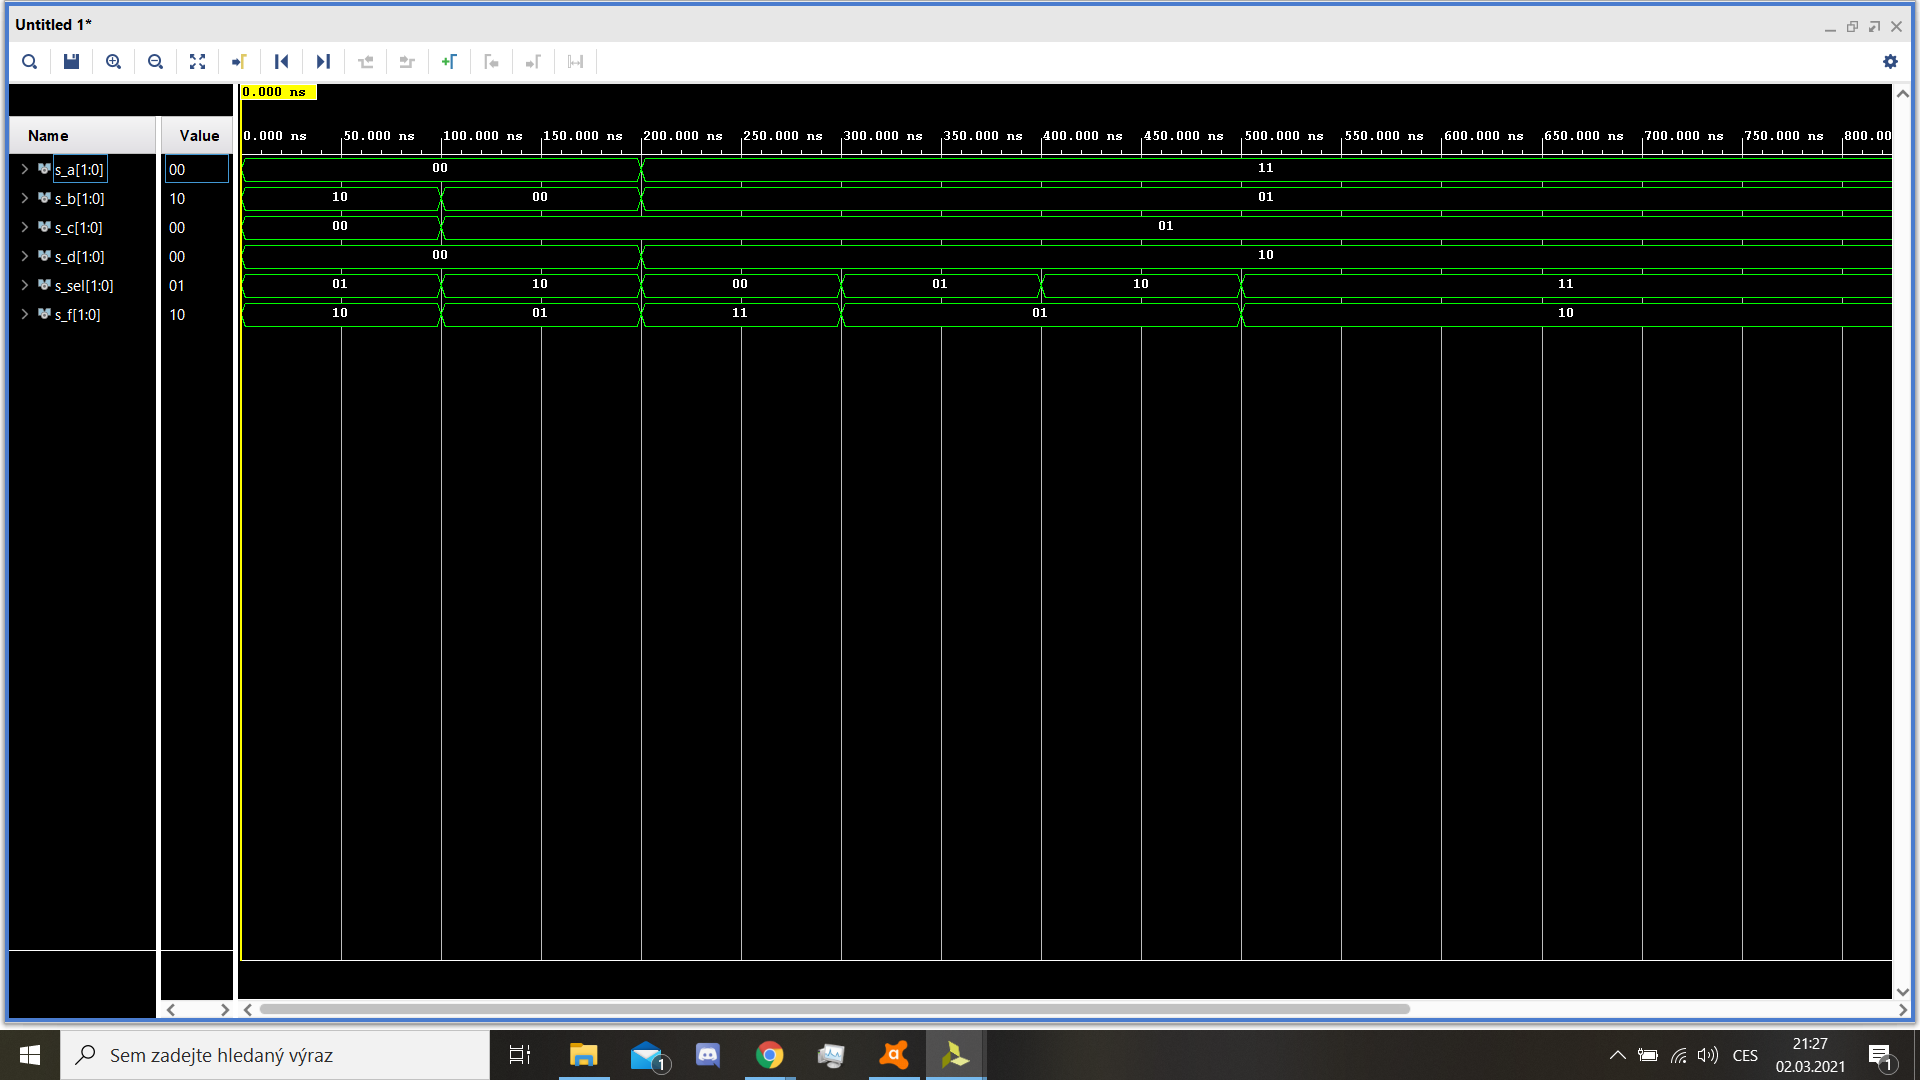 Untitled 1*
0.000 ns
Name Value
0.000 ns 50.000 ns 100.000 ns 150.000 ns 200.000 ns 250.000 ns 300.000 ns 350.000 ns 400.000 ns 450.000 ns 500.000 ns 550.000 ns 600.000 ns 650.000 ns 700.000 ns 750.000 ns 800.00
s_a[1:0] 00 00 11
s_b[1:0] 10 10 00 01
s_c[1:0] 00 00 01
s_d[1:0] 00 00 10
s_sel[1:0] 01 01 10 00 01 10 11
s_f[1:0] 10 10 01 11 01 10
Sem zadejte hledaný výraz
1
CES
21:27
02.03.2021
1